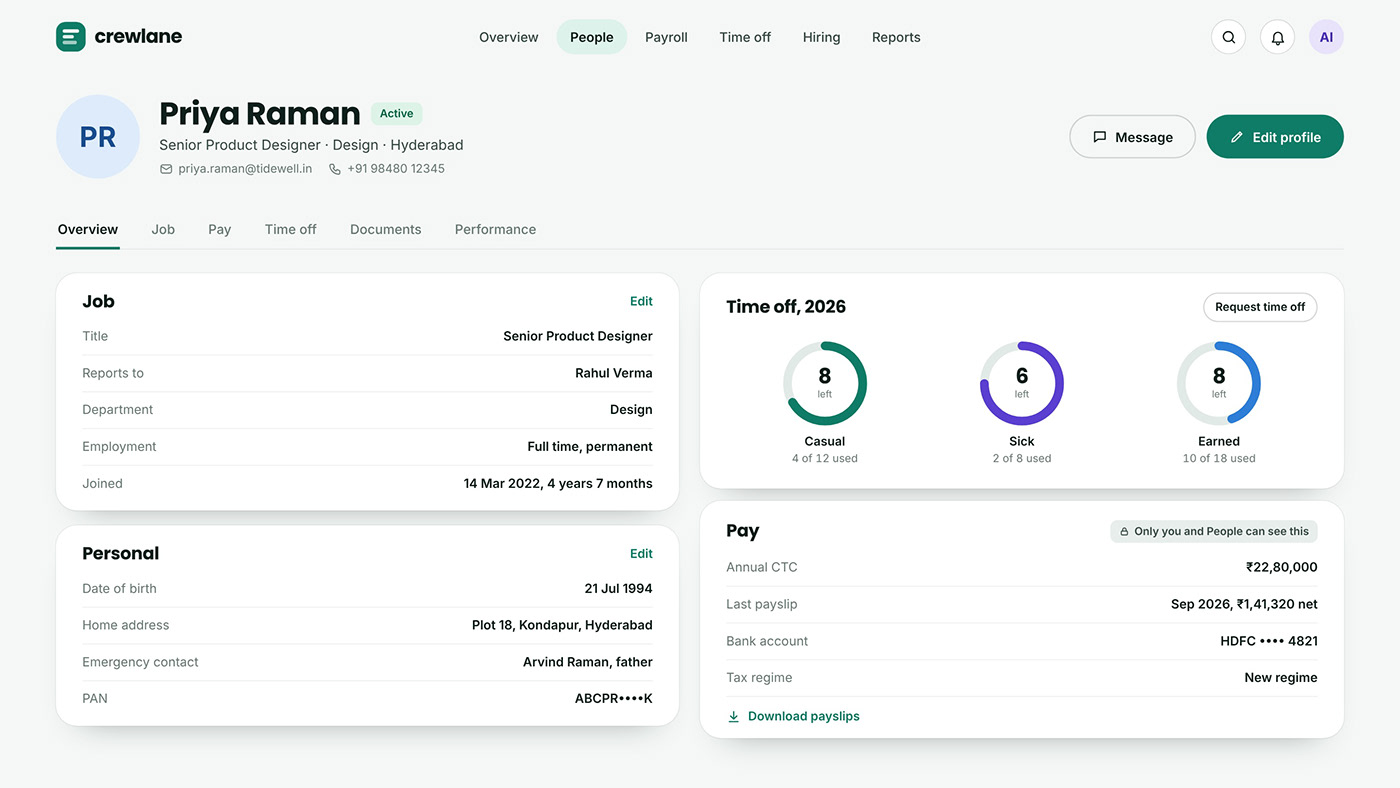 crewlane
Overview People Payroll Time off Hiring Reports
AI
PR
Priya Raman Active
Senior Product Designer · Design · Hyderabad
priya.raman@tidewell.in +91 98480 12345
Message
Edit profile
Overview Job Pay Time off Documents Performance
Job Edit
Title Senior Product Designer
Reports to Rahul Verma
Department Design
Employment Full time, permanent
Joined 14 Mar 2022, 4 years 7 months
Personal Edit
Date of birth 21 Jul 1994
Home address Plot 18, Kondapur, Hyderabad
Emergency contact Arvind Raman, father
PAN ABCPR••••K
Time off, 2026 Request time off
8 left
Casual
4 of 12 used
6 left
Sick
2 of 8 used
8 left
Earned
10 of 18 used
Pay Only you and People can see this
Annual CTC ₹22,80,000
Last payslip Sep 2026, ₹1,41,320 net
Bank account HDFC •••• 4821
Tax regime New regime
Download payslips